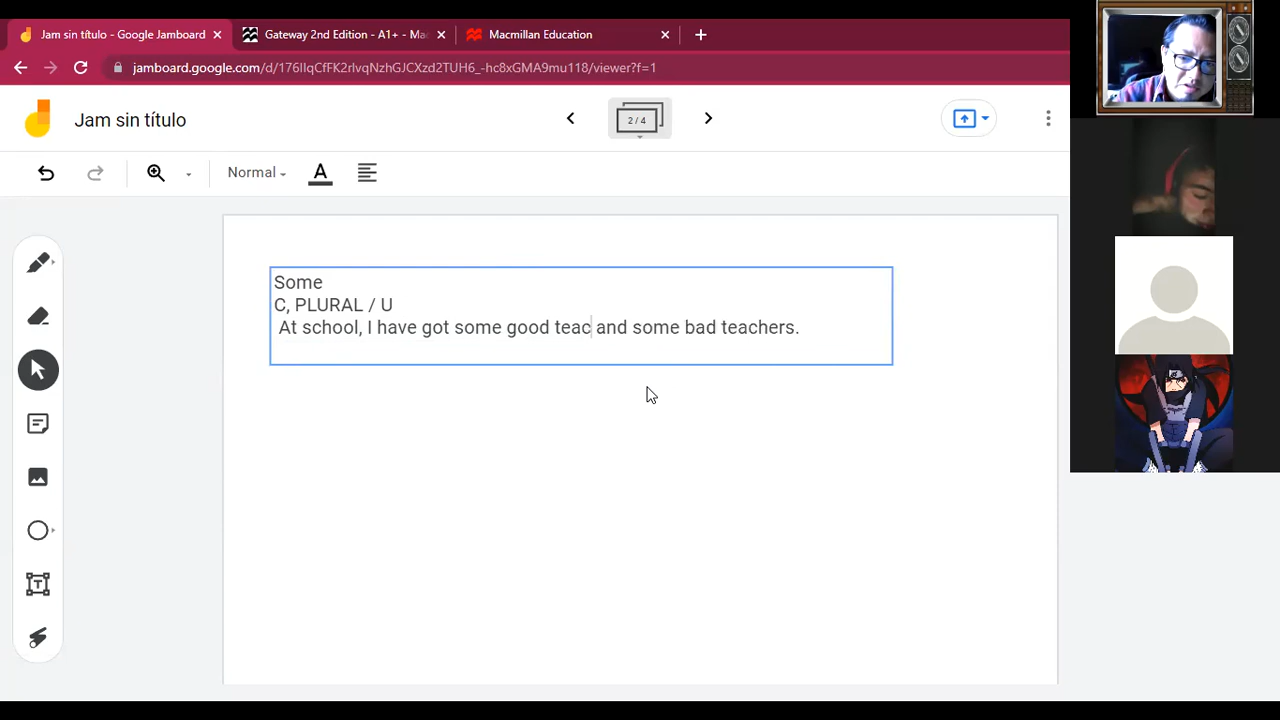 Jam sin título - Google Jamboard
Gateway 2nd Edition - A1+ - Ma
Macmillan Education
jamboard.google.com/d/176IIqCfFK2rlvqNzhGJCXzd2TUH6_-hc8xGMA9mu118/viewer?f=1
Jam sin título
2 / 4
Normal
A
Some
C, PLURAL / U
At school, I have got some good teac and some bad teachers.